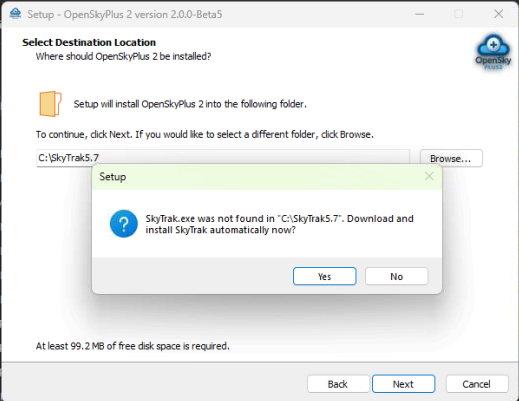 Setup - OpenSkyPlus 2 version 2.0.0-Beta5
Select Destination Location
Where should OpenSkyPlus 2 be installed?
OpenSky
PLUS2
Setup will install OpenSkyPlus 2 into the following folder.
To continue, click Next. If you would like to select a different folder, click Browse.
C:\SkyTrak5.7
Browse...
Setup
SkyTrak.exe was not found in "C:\SkyTrak5.7". Download and
install SkyTrak automatically now?
Yes
No
At least 99.2 MB of free disk space is required.
Back
Next
Cancel